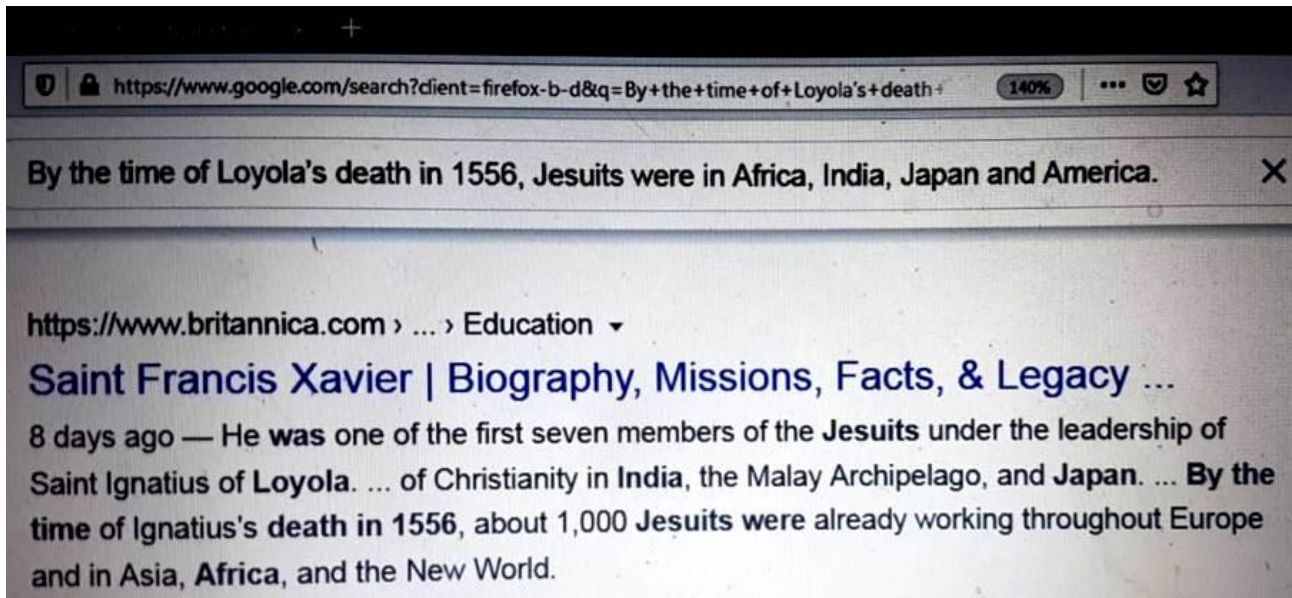 https://www.google.com/search?client=firefox-b-d&q=By+the+time+of+Loyola's+death+ 140%
By the time of Loyola's death in 1556, Jesuits were in Africa, India, Japan and America.
https://www.britannica.com › ... › Education
Saint Francis Xavier | Biography, Missions, Facts, & Legacy ...
8 days ago — He was one of the first seven members of the Jesuits under the leadership of
Saint Ignatius of Loyola. ... of Christianity in India, the Malay Archipelago, and Japan. ... By the
time of Ignatius's death in 1556, about 1,000 Jesuits were already working throughout Europe
and in Asia, Africa, and the New World.